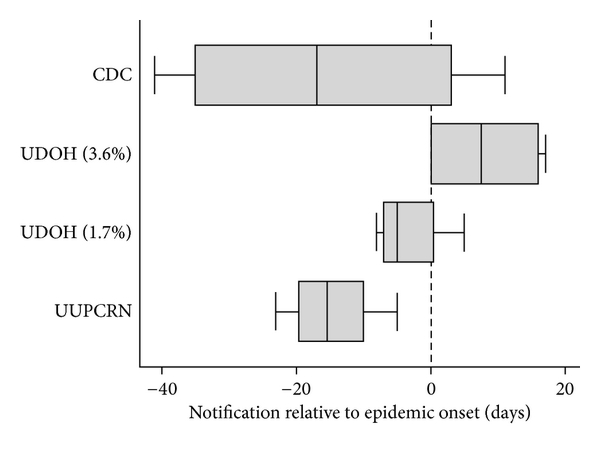 CDC
UDOH (3.6%)
UDOH (1.7%)
UUPCRN
−40 −20 0 20
Notification relative to epidemic onset (days)